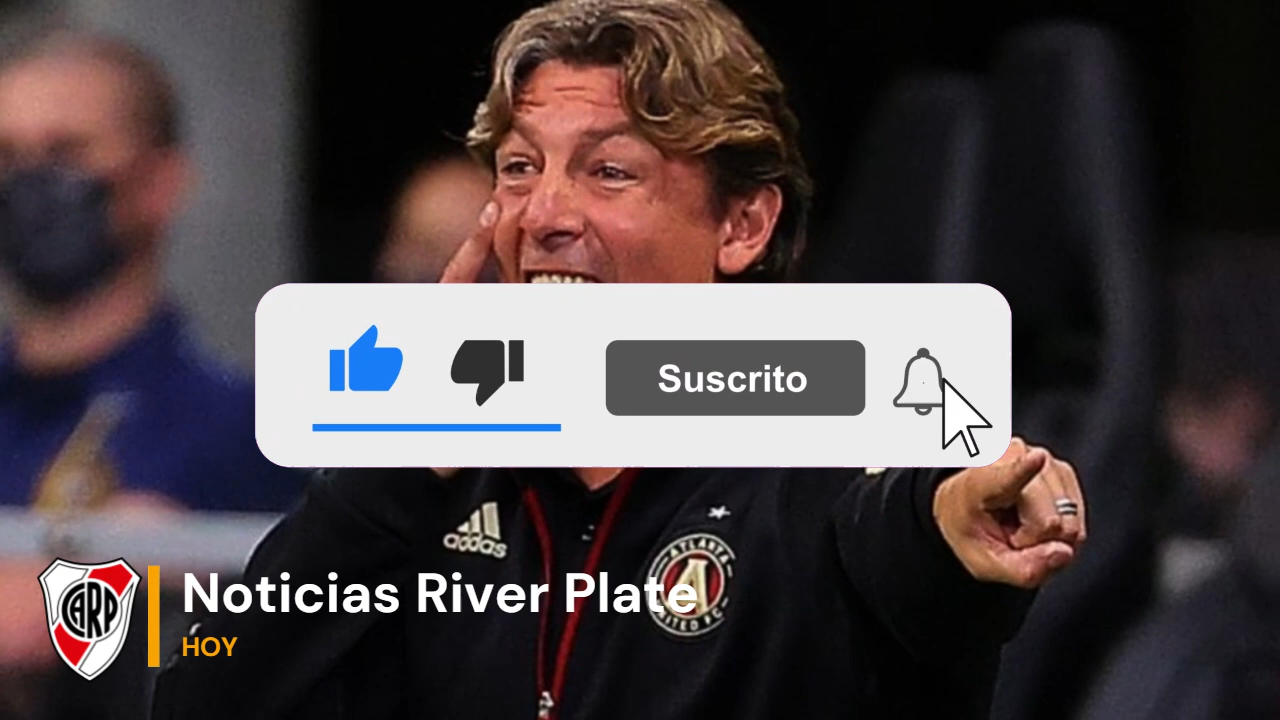 Suscrito
adidas
ATLANTA
UNITED FC
CARP
Noticias River Plate
HOY